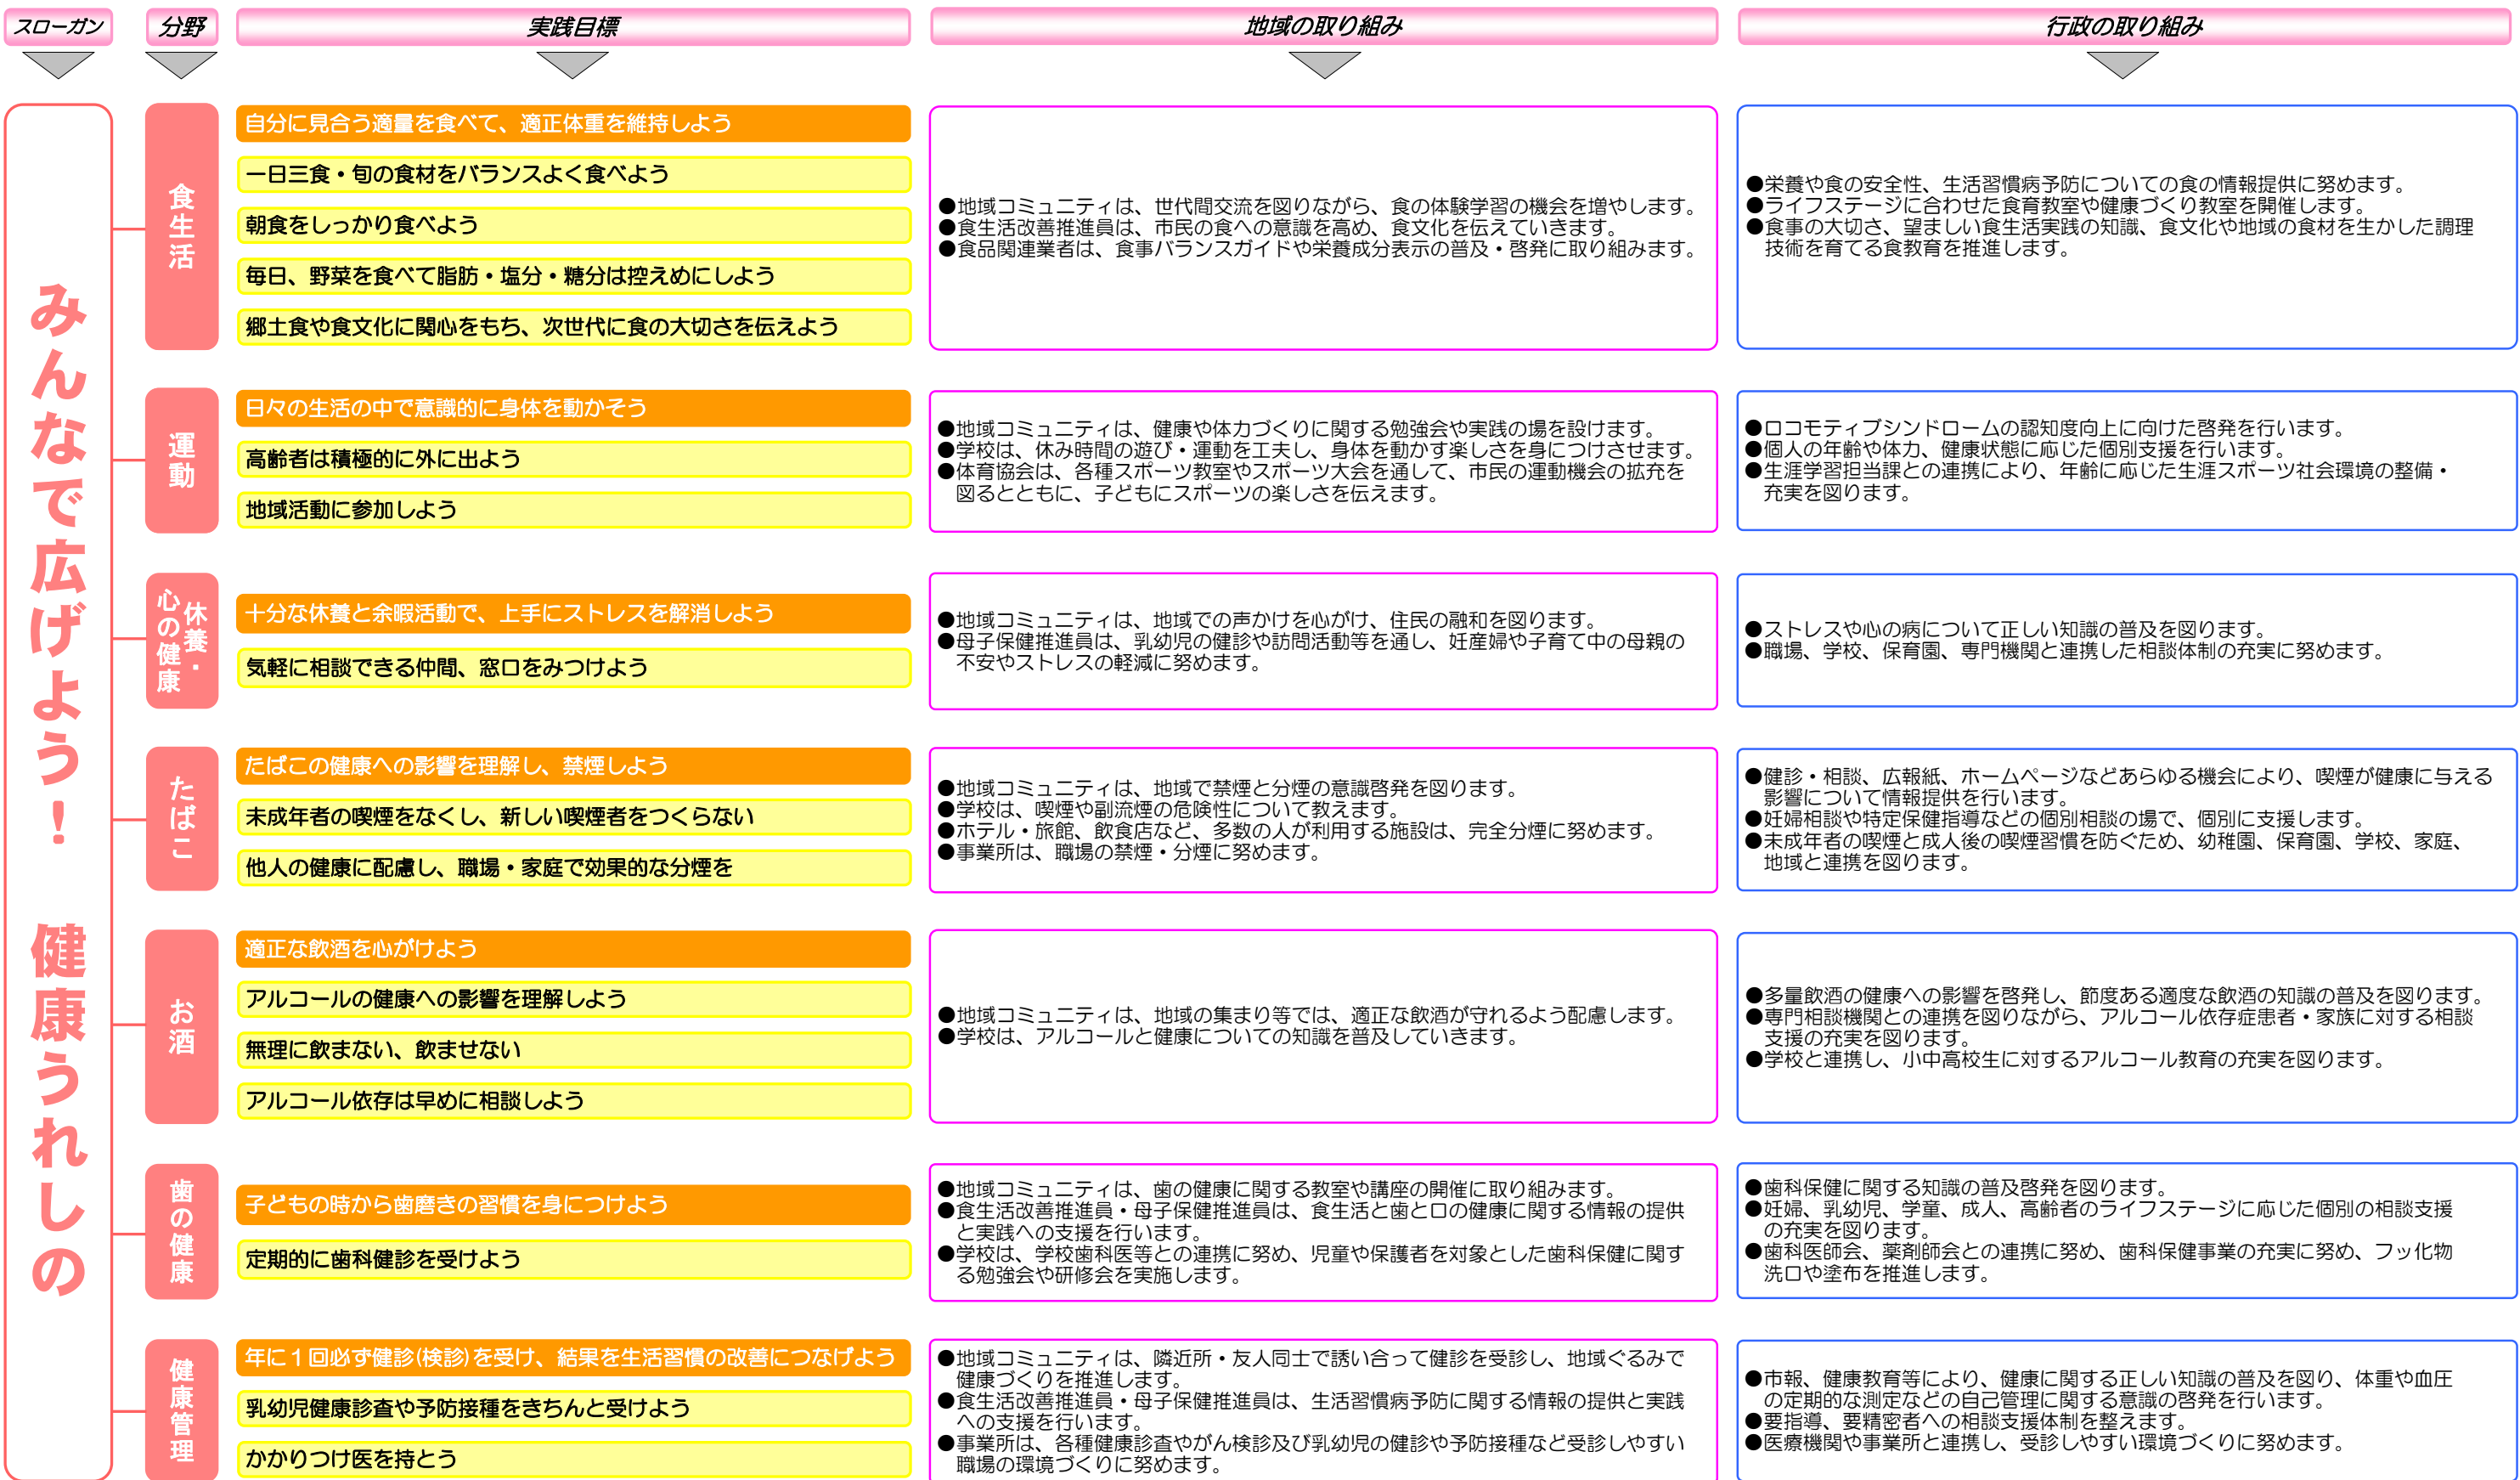 スローガン
分野
実践目標
地域の取り組み
行政の取り組み
みんなで広げよう！　健康うれしの
食生活
自分に見合う適量を食べて、適正体重を維持しよう
一日三食・旬の食材をバランスよく食べよう
朝食をしっかり食べよう
毎日、野菜を食べて脂肪・塩分・糖分は控えめにしよう
郷土食や食文化に関心をもち、次世代に食の大切さを伝えよう
●地域コミュニティは、世代間交流を図りながら、食の体験学習の機会を増やします。
●食生活改善推進員は、市民の食への意識を高め、食文化を伝えていきます。
●食品関連業者は、食事バランスガイドや栄養成分表示の普及・啓発に取り組みます。
●栄養や食の安全性、生活習慣病予防についての食の情報提供に努めます。
●ライフステージに合わせた食育教室や健康づくり教室を開催します。
●食事の大切さ、望ましい食生活実践の知識、食文化や地域の食材を生かした調理
技術を育てる食教育を推進します。
運動
日々の生活の中で意識的に身体を動かそう
高齢者は積極的に外に出よう
地域活動に参加しよう
●地域コミュニティは、健康や体力づくりに関する勉強会や実践の場を設けます。
●学校は、休み時間の遊び・運動を工夫し、身体を動かす楽しさを身につけさせます。
●体育協会は、各種スポーツ教室やスポーツ大会を通して、市民の運動機会の拡充を
図るとともに、子どもにスポーツの楽しさを伝えます。
●ロコモティブシンドロームの認知度向上に向けた啓発を行います。
●個人の年齢や体力、健康状態に応じた個別支援を行います。
●生涯学習担当課との連携により、年齢に応じた生涯スポーツ社会環境の整備・
充実を図ります。
休養・
心の健康
十分な休養と余暇活動で、上手にストレスを解消しよう
気軽に相談できる仲間、窓口をみつけよう
●地域コミュニティは、地域での声かけを心がけ、住民の融和を図ります。
●母子保健推進員は、乳幼児の健診や訪問活動等を通し、妊産婦や子育て中の母親の
不安やストレスの軽減に努めます。
●ストレスや心の病について正しい知識の普及を図ります。
●職場、学校、保育園、専門機関と連携した相談体制の充実に努めます。
たばこ
たばこの健康への影響を理解し、禁煙しよう
未成年者の喫煙をなくし、新しい喫煙者をつくらない
他人の健康に配慮し、職場・家庭で効果的な分煙を
●地域コミュニティは、地域で禁煙と分煙の意識啓発を図ります。
●学校は、喫煙や副流煙の危険性について教えます。
●ホテル・旅館、飲食店など、多数の人が利用する施設は、完全分煙に努めます。
●事業所は、職場の禁煙・分煙に努めます。
●健診・相談、広報紙、ホームページなどあらゆる機会により、喫煙が健康に与える
影響について情報提供を行います。
●妊婦相談や特定保健指導などの個別相談の場で、個別に支援します。
●未成年者の喫煙と成人後の喫煙習慣を防ぐため、幼稚園、保育園、学校、家庭、
地域と連携を図ります。
お酒
適正な飲酒を心がけよう
アルコールの健康への影響を理解しよう
無理に飲まない、飲ませない
アルコール依存は早めに相談しよう
●地域コミュニティは、地域の集まり等では、適正な飲酒が守れるよう配慮します。
●学校は、アルコールと健康についての知識を普及していきます。
●多量飲酒の健康への影響を啓発し、節度ある適度な飲酒の知識の普及を図ります。
●専門相談機関との連携を図りながら、アルコール依存症患者・家族に対する相談
支援の充実を図ります。
●学校と連携し、小中高校生に対するアルコール教育の充実を図ります。
歯の健康
子どもの時から歯磨きの習慣を身につけよう
定期的に歯科健診を受けよう
●地域コミュニティは、歯の健康に関する教室や講座の開催に取り組みます。
●食生活改善推進員・母子保健推進員は、食生活と歯と口の健康に関する情報の提供
と実践への支援を行います。
●学校は、学校歯科医等との連携に努め、児童や保護者を対象とした歯科保健に関す
る勉強会や研修会を実施します。
●歯科保健に関する知識の普及啓発を図ります。
●妊婦、乳幼児、学童、成人、高齢者のライフステージに応じた個別の相談支援
の充実を図ります。
●歯科医師会、薬剤師会との連携に努め、歯科保健事業の充実に努め、フッ化物
洗口や塗布を推進します。
健康管理
年に１回必ず健診(検診)を受け、結果を生活習慣の改善につなげよう
乳幼児健康診査や予防接種をきちんと受けよう
かかりつけ医を持とう
●地域コミュニティは、隣近所・友人同士で誘い合って健診を受診し、地域ぐるみで
健康づくりを推進します。
●食生活改善推進員・母子保健推進員は、生活習慣病予防に関する情報の提供と実践
への支援を行います。
●事業所は、各種健康診査やがん検診及び乳幼児の健診や予防接種など受診しやすい
職場の環境づくりに努めます。
●市報、健康教育等により、健康に関する正しい知識の普及を図り、体重や血圧
の定期的な測定などの自己管理に関する意識の啓発を行います。
●要指導、要精密者への相談支援体制を整えます。
●医療機関や事業所と連携し、受診しやすい環境づくりに努めます。